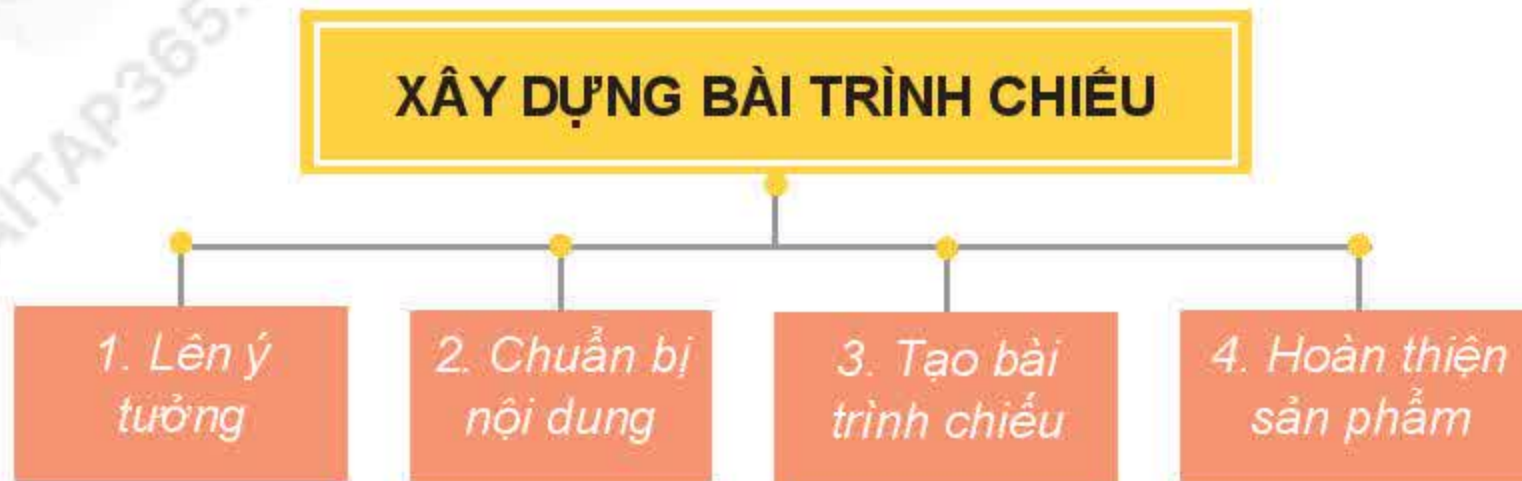 XÂY DỰNG BÀI TRÌNH CHIẾU
1. Lên ý
tưởng
2. Chuẩn bị
nội dung
3. Tạo bài
trình chiếu
4. Hoàn thiện
sản phẩm